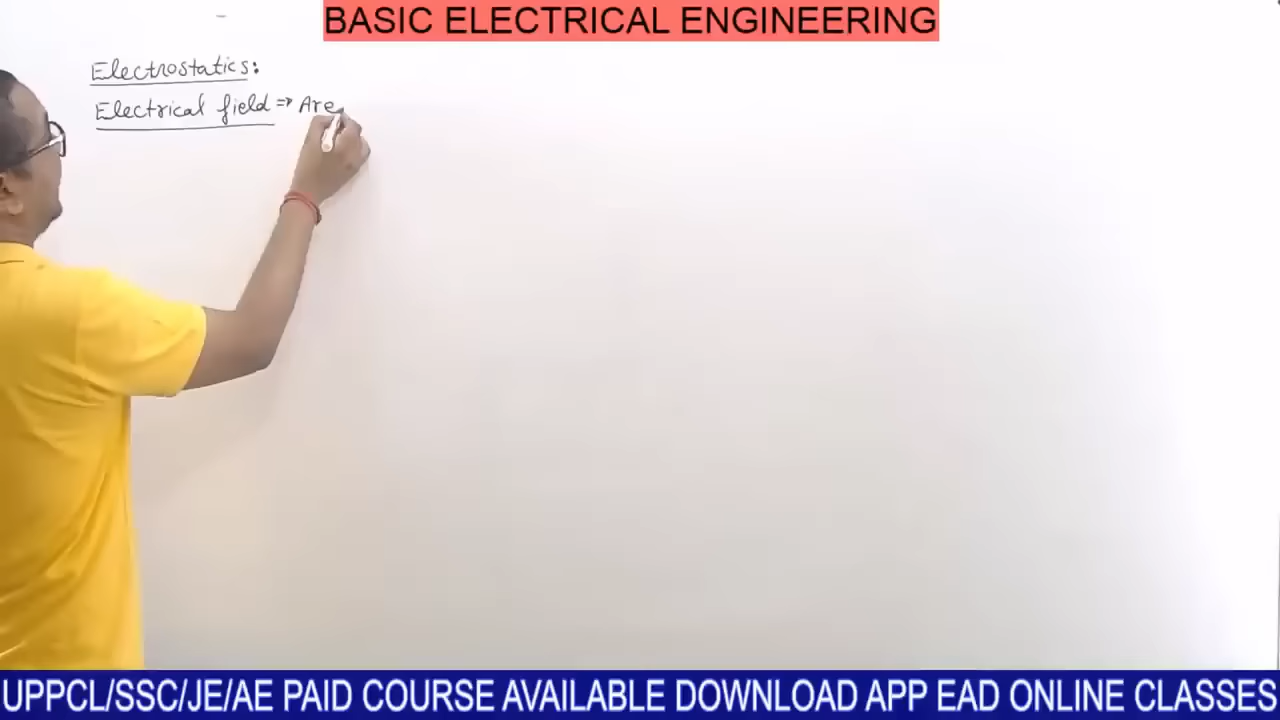 BASIC ELECTRICAL ENGINEERING
Electrostatics:
Electrical field => Are
UPPCL/SSC/JE/AE PAID COURSE AVAILABLE DOWNLOAD APP EAD ONLINE CLASSES